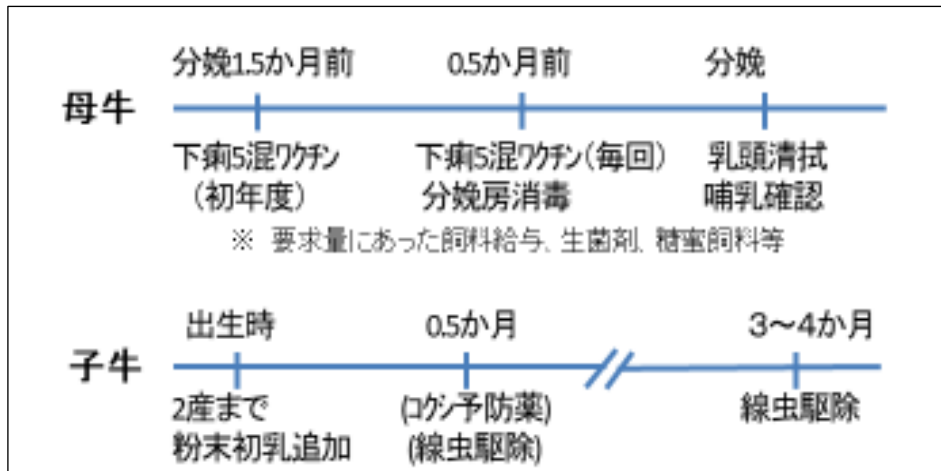 分娩1.5か月前 0.5か月前 分娩
母牛
下痢5混ﾜｸﾁﾝ 下痢5混ﾜｸﾁﾝ(毎回) 乳頭清拭
(初年度) 分娩房消毒 哺乳確認
※ 要求量にあった飼料給与、生菌剤、糖蜜飼料等
出生時 0.5か月 3～4か月
子牛
2産まで (ｺｸｼ予防薬) 線虫駆除
粉末初乳追加 (線虫駆除)